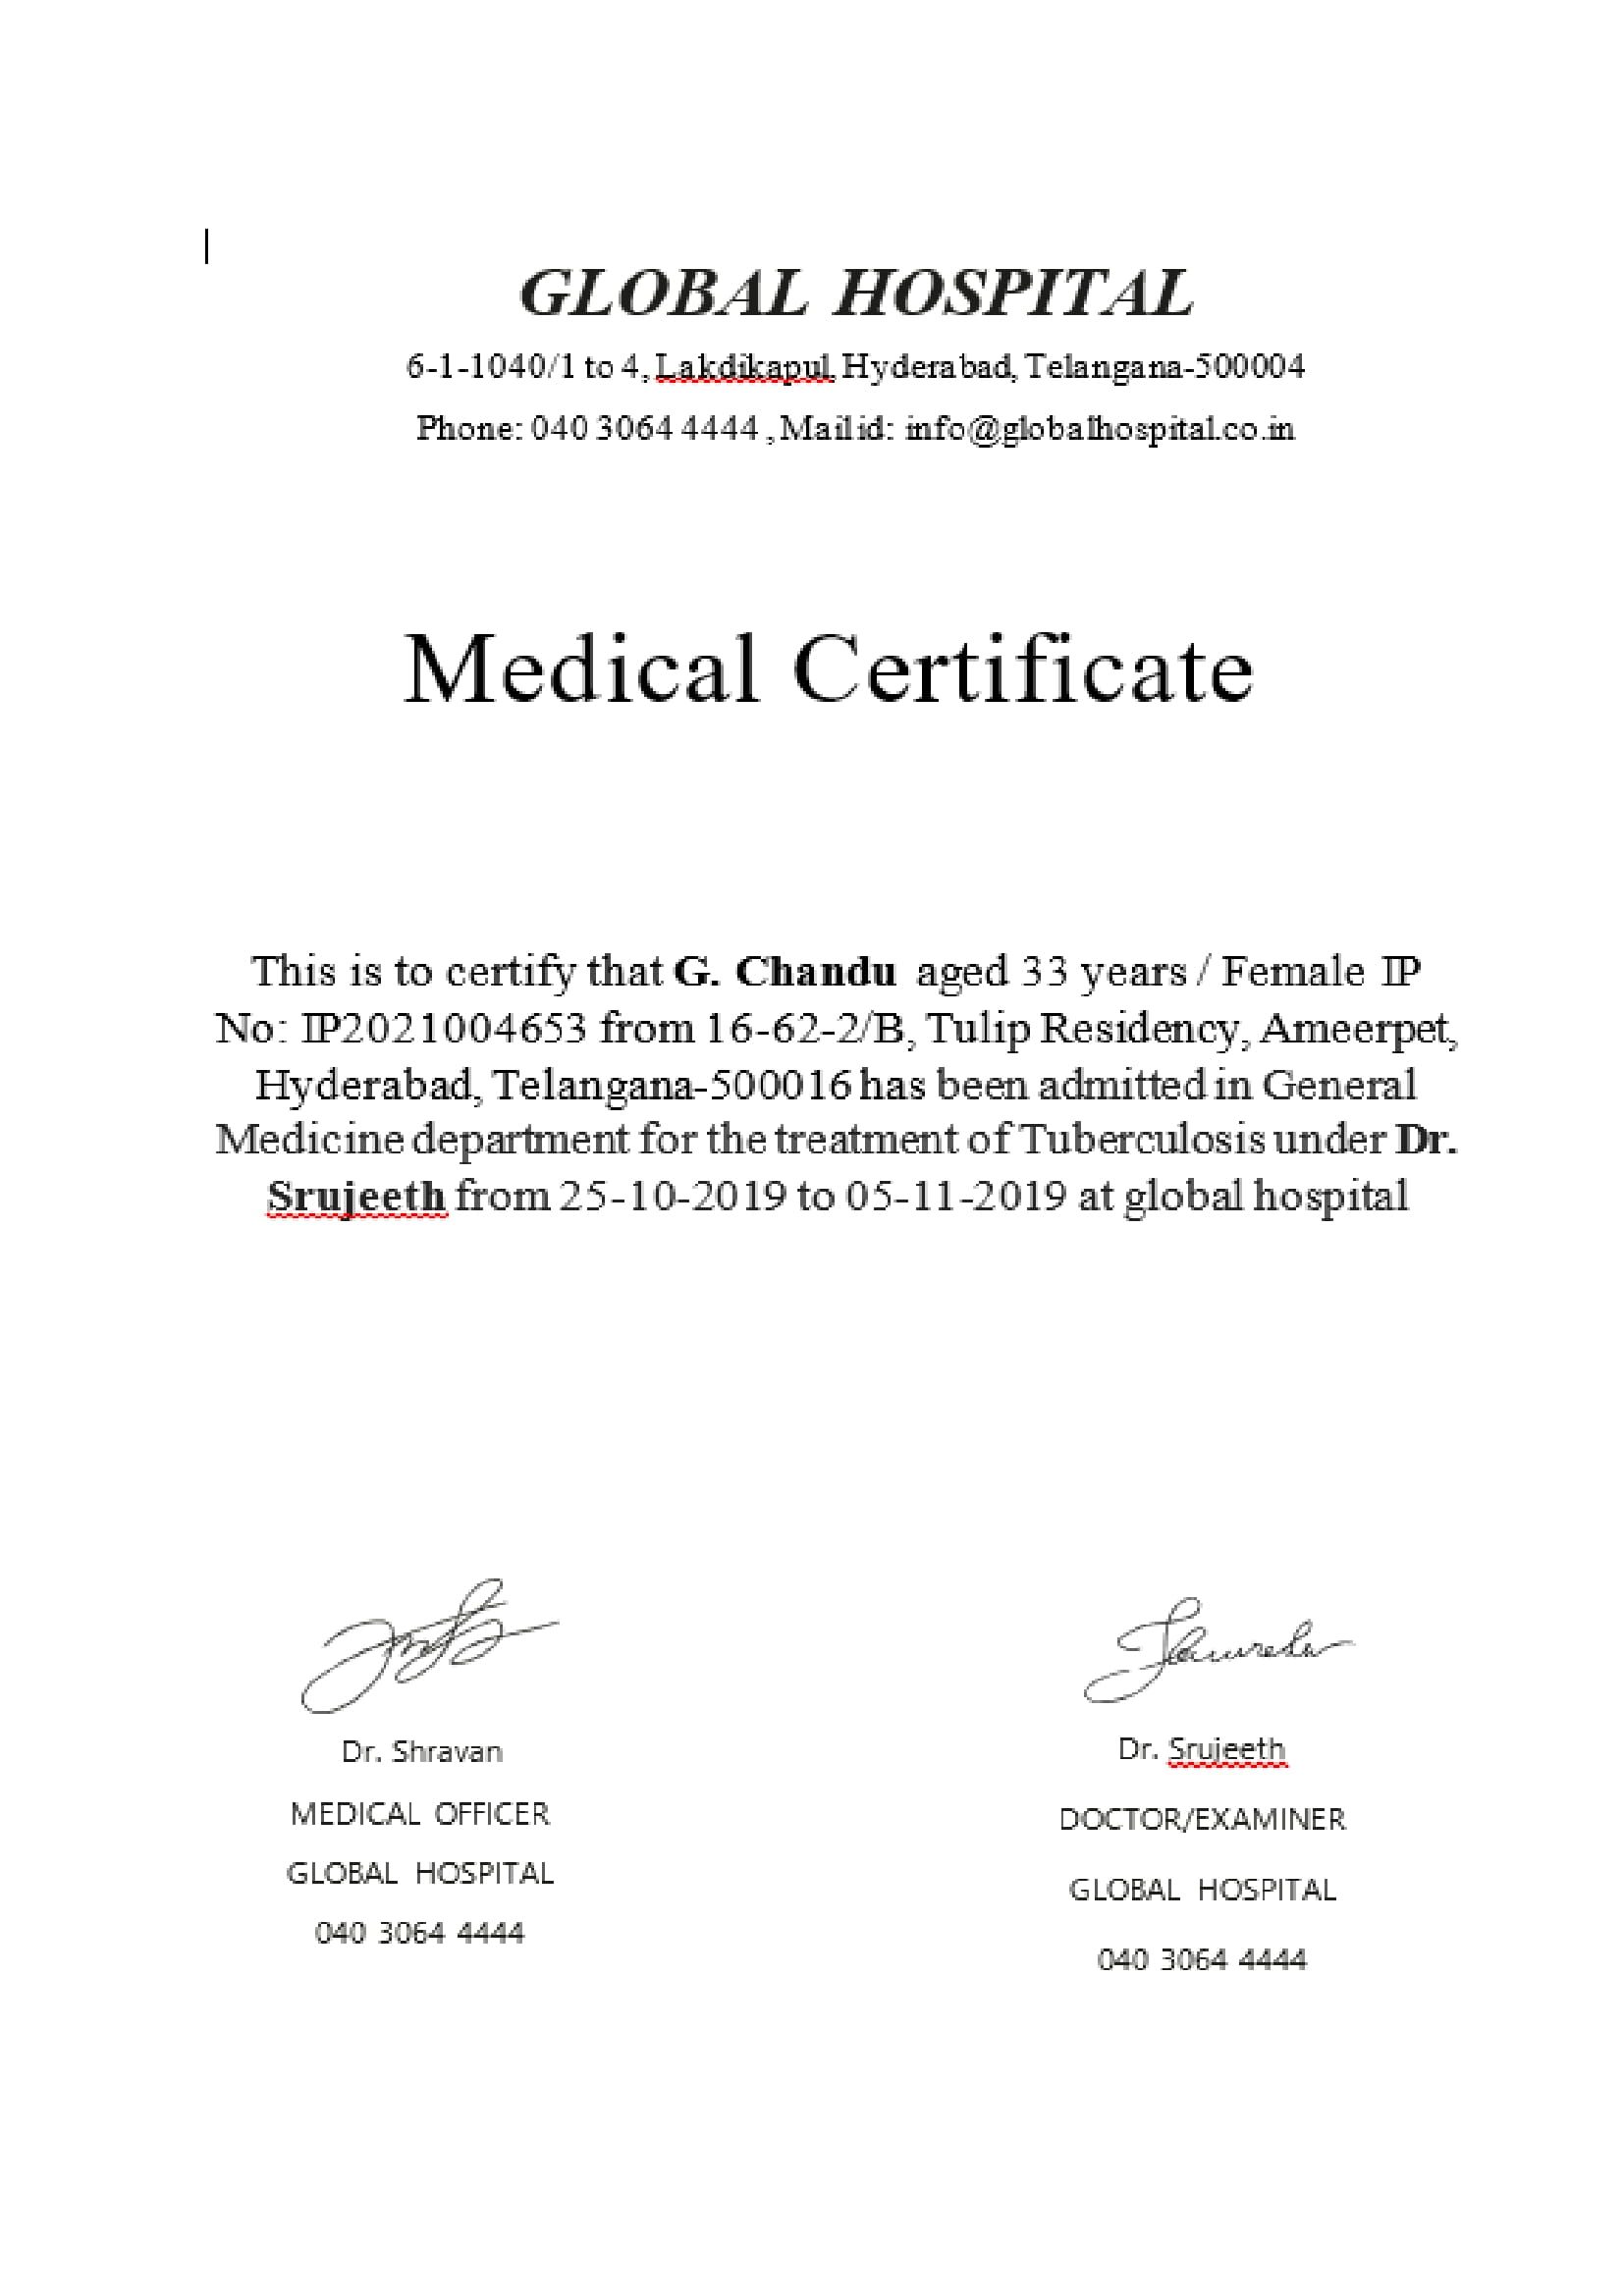 GLOBAL HOSPITAL
6-1-1040/1 to 4, Lakdikapul, Hyderabad, Telangana-500004
Phone: 040 3064 4444 , Mail id: info@globalhospital.co.in
Medical Certificate
This is to certify that G. Chandu aged 33 years / Female IP
No: IP2021004653 from 16-62-2/B, Tulip Residency, Ameerpet,
Hyderabad, Telangana-500016 has been admitted in General
Medicine department for the treatment of Tuberculosis under Dr.
Srujeeth from 25-10-2019 to 05-11-2019 at global hospital
Dr. Shravan
MEDICAL OFFICER
GLOBAL HOSPITAL
040 3064 4444
Dr. Srujeeth
DOCTOR/EXAMINER
GLOBAL HOSPITAL
040 3064 4444